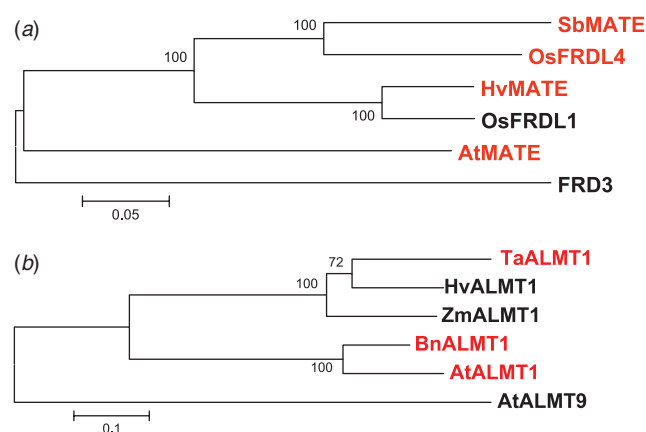 (a)
SbMATE
100
100
OsFRDL4
HvMATE
100
OsFRDL1
AtMATE
FRD3
0.05
(b)
TaALMT1
72
100
HvALMT1
ZmALMT1
BnALMT1
100
AtALMT1
AtALMT9
0.1